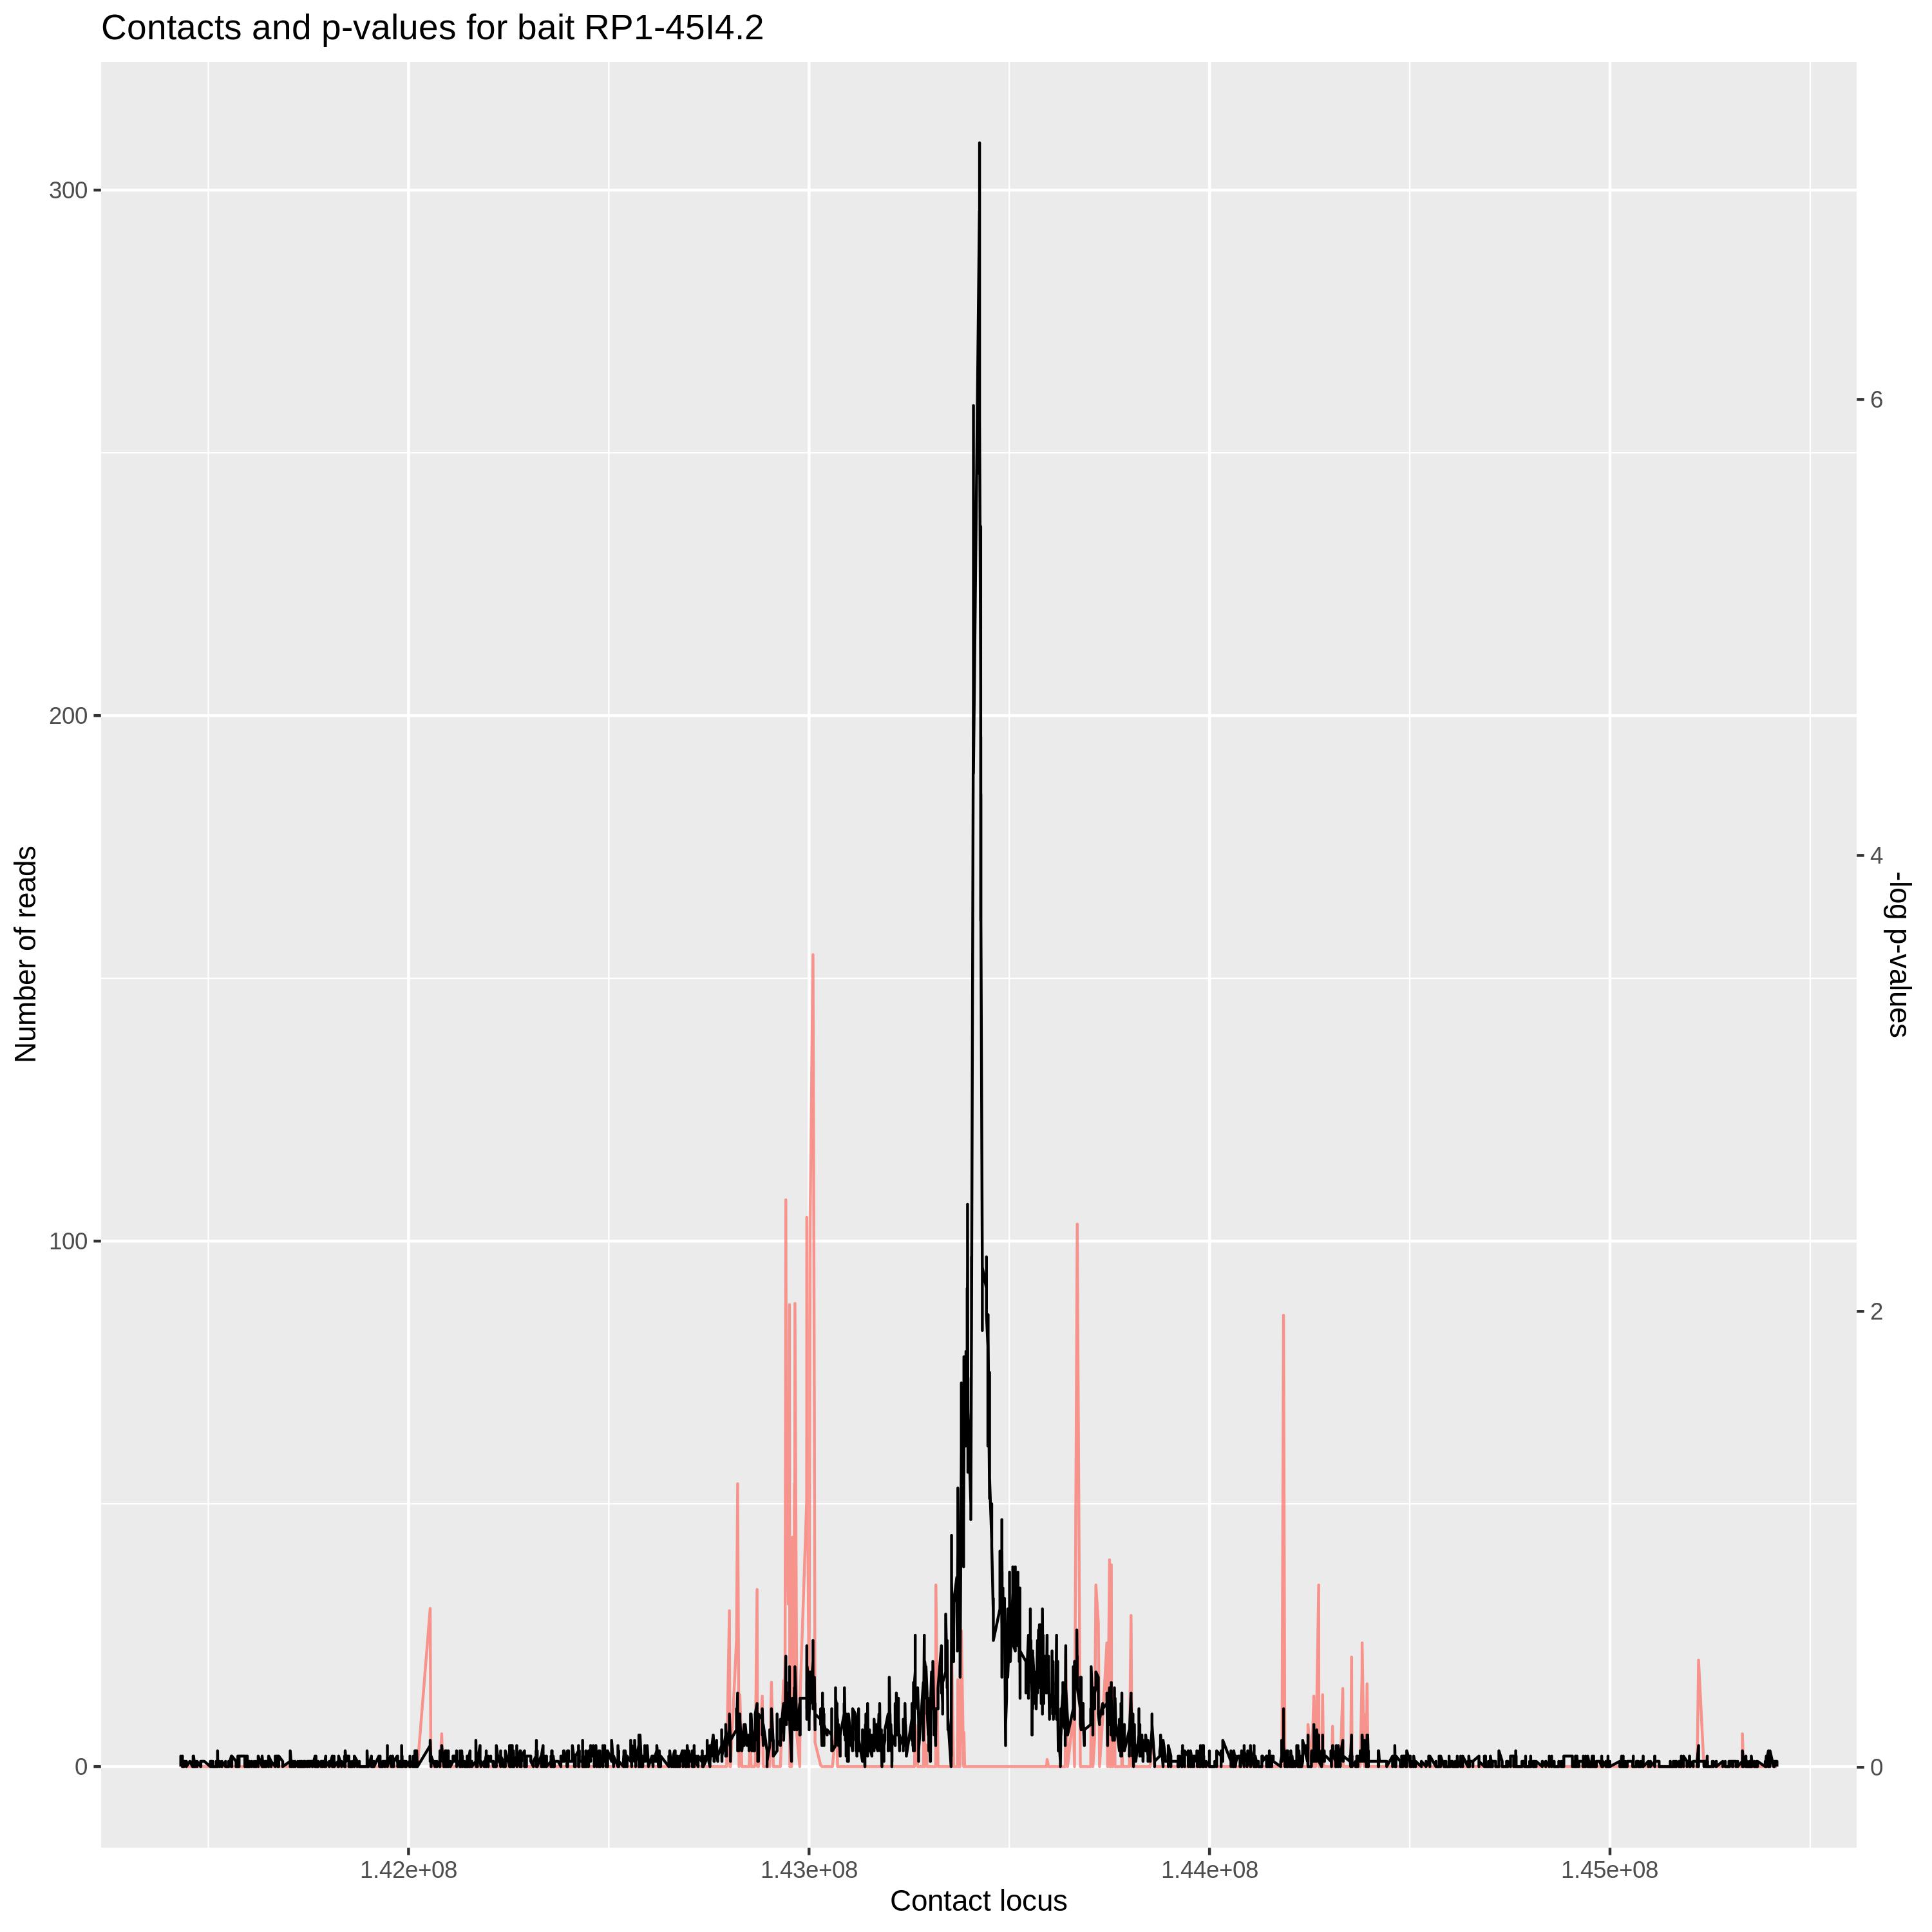 Contacts and p-values for bait RP1-45I4.2
300
200
100
0
Number of reads
6
4
2
0
-log p-values
1.42e+08
1.43e+08
1.44e+08
1.45e+08
Contact locus